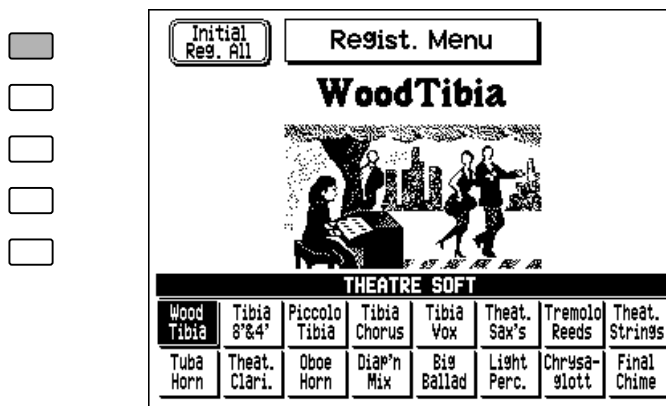 Initial
Reg. All
Regist. Menu
WoodTibia
THEATRE SOFT
Wood
Tibia
Tibia
8'&4'
Piccolo
Tibia
Tibia
Chorus
Tibia
Vox
Theat.
Sax's
Tremolo
Reeds
Theat.
Strings
Tuba
Horn
Theat.
Clari.
Oboe
Horn
Diap'n
Mix
Big
Ballad
Light
Perc.
Chrysa-
glott
Final
Chime